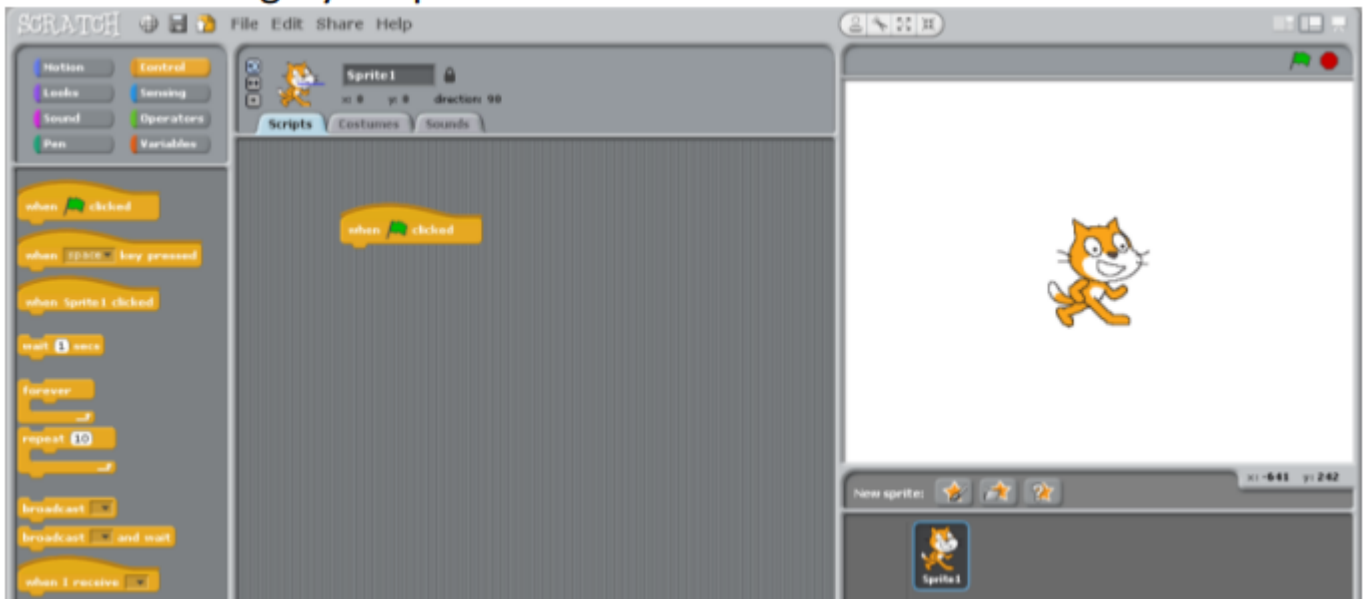 SCRATCH File Edit Share Help
Motion Control
Looks Sensing
Sound Operators
Pen Variables
Sprite1
x: 0 y: 0 direction: 90
Scripts Costumes Sounds
when clicked
when space key pressed
when Sprite1 clicked
wait 1 secs
forever
repeat 10
broadcast
broadcast and wait
when I receive
when clicked
x: -641 y: 242
New sprite:
Sprite1